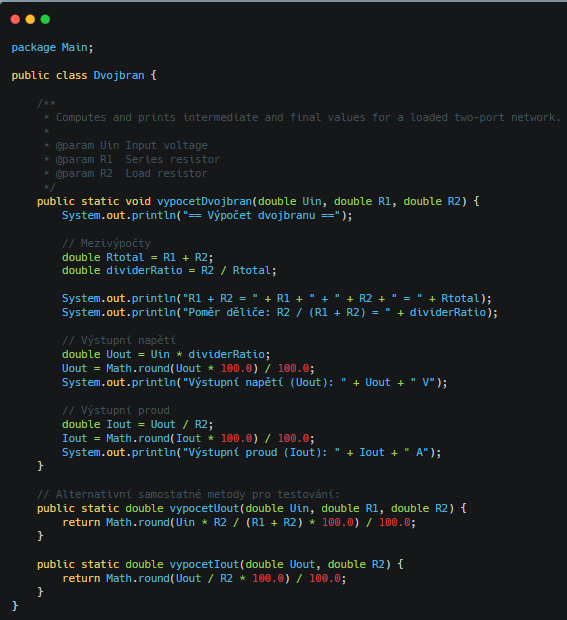 package Main;

public class Dvojbran {

    /**
     * Computes and prints intermediate and final values for a loaded two-port network.
     *
     * @param Uin Input voltage
     * @param R1  Series resistor
     * @param R2  Load resistor
     */
    public static void vypocetDvojbran(double Uin, double R1, double R2) {
        System.out.println("== Výpočet dvojbranu ==");

        // Mezivýpočty
        double Rtotal = R1 + R2;
        double dividerRatio = R2 / Rtotal;

        System.out.println("R1 + R2 = " + R1 + " + " + R2 + " = " + Rtotal);
        System.out.println("Poměr děliče: R2 / (R1 + R2) = " + dividerRatio);

        // Výstupní napětí
        double Uout = Uin * dividerRatio;
        Uout = Math.round(Uout * 100.0) / 100.0;
        System.out.println("Výstupní napětí (Uout): " + Uout + " V");

        // Výstupní proud
        double Iout = Uout / R2;
        Iout = Math.round(Iout * 100.0) / 100.0;
        System.out.println("Výstupní proud (Iout): " + Iout + " A");
    }

    // Alternativní samostatné metody pro testování:
    public static double vypocetUout(double Uin, double R1, double R2) {
        return Math.round(Uin * R2 / (R1 + R2) * 100.0) / 100.0;
    }

    public static double vypocetIout(double Uout, double R2) {
        return Math.round(Uout / R2 * 100.0) / 100.0;
    }
}